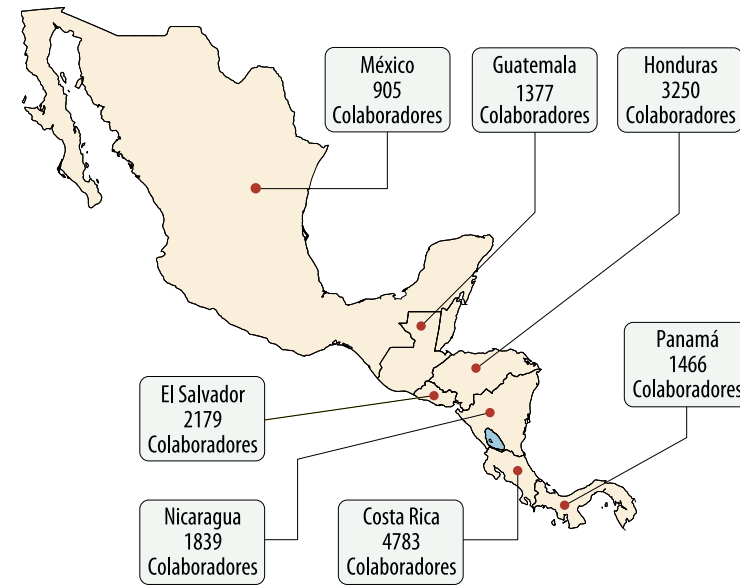 México
905
Colaboradores
Guatemala
1377
Colaboradores
Honduras
3250
Colaboradores
Panamá
1466
Colaboradores
El Salvador
2179
Colaboradores
Nicaragua
1839
Colaboradores
Costa Rica
4783
Colaboradores